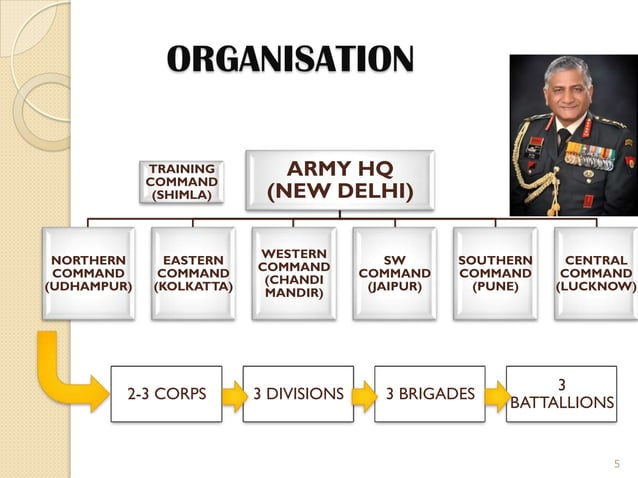 ORGANISATION
TRAINING
COMMAND
(SHIMLA)
ARMY HQ
(NEW DELHI)
NORTHERN
COMMAND
(UDHAMPUR)
EASTERN
COMMAND
(KOLKATTA)
WESTERN
COMMAND
(CHANDI
MANDIR)
SW
COMMAND
(JAIPUR)
SOUTHERN
COMMAND
(PUNE)
CENTRAL
COMMAND
(LUCKNOW)
2-3 CORPS
3 DIVISIONS
3 BRIGADES
3
BATTALLIONS
5